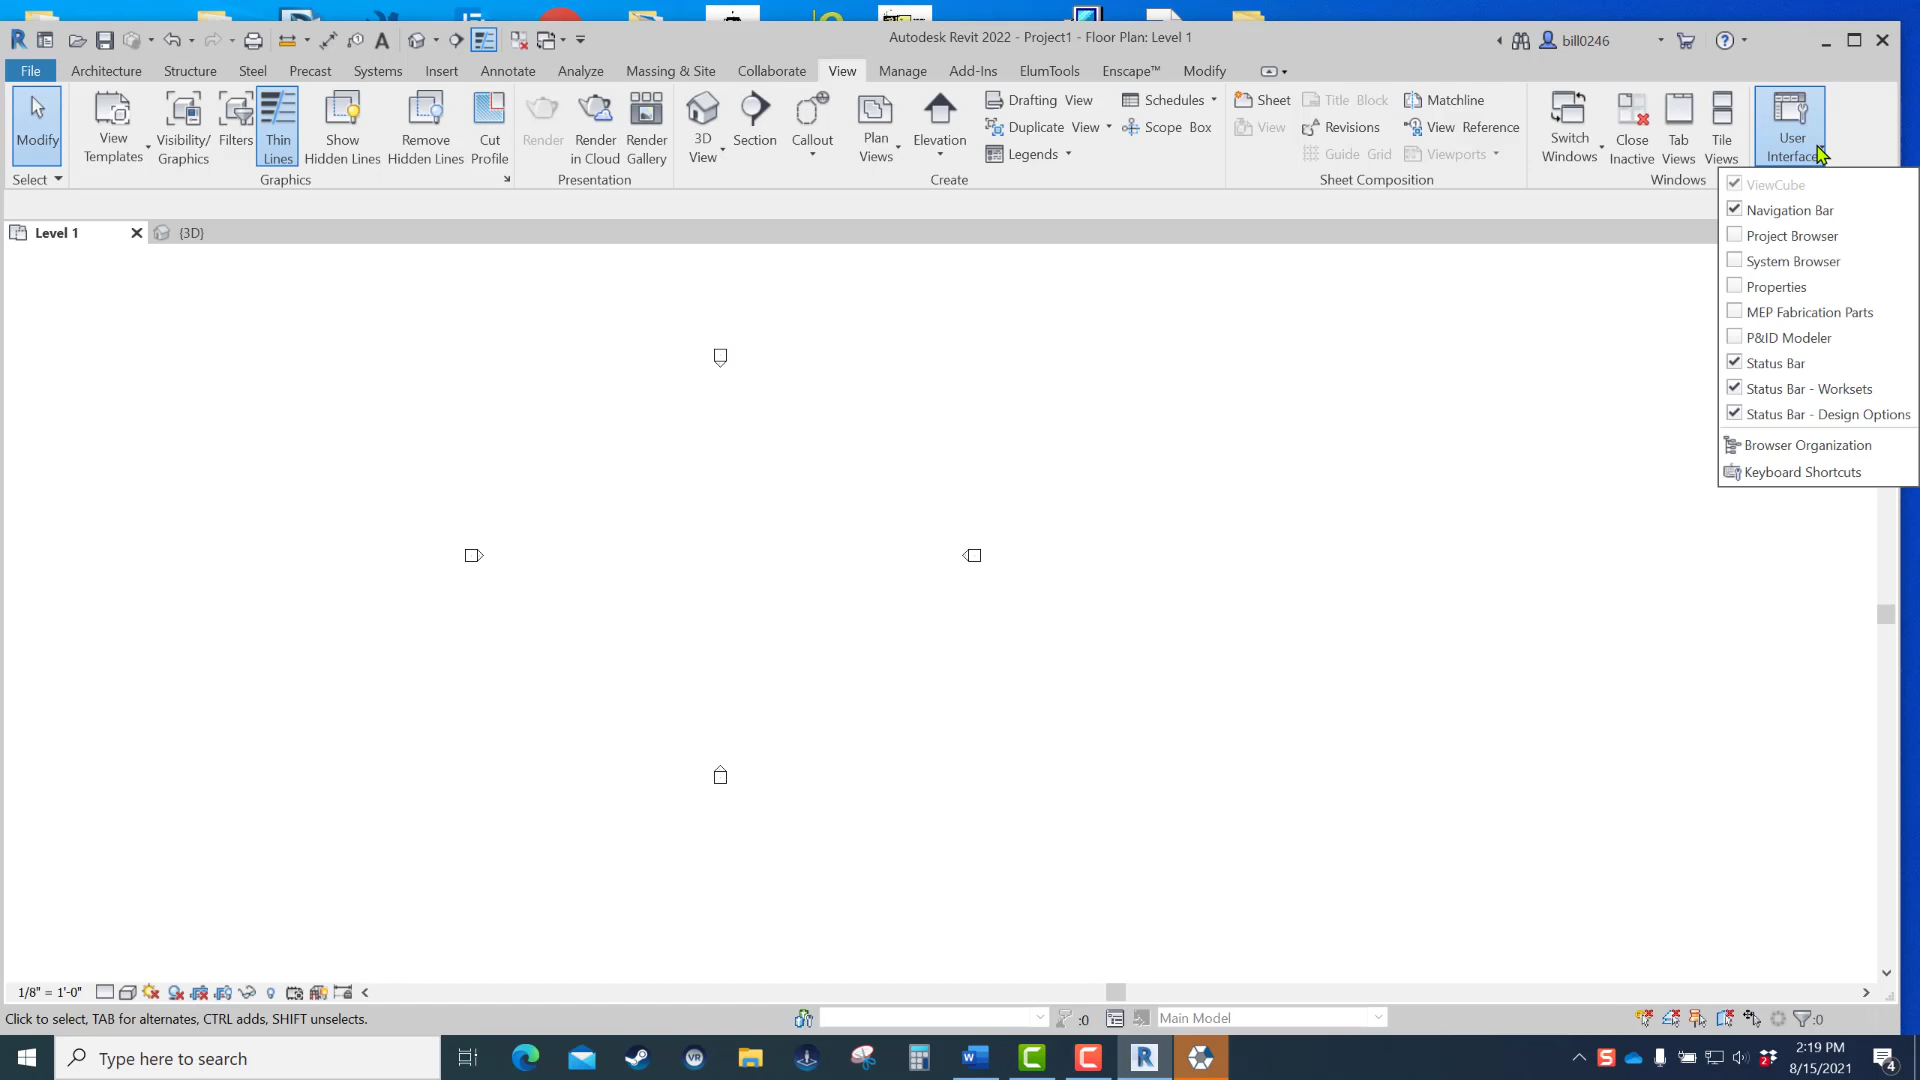 Autodesk Revit 2022 - Project1 - Floor Plan: Level 1
bill0246
File Architecture Structure Steel Precast Systems Insert Annotate Analyze Massing & Site Collaborate View Manage Add-Ins ElumTools Enscape™ Modify
Modify
View Templates
Visibility/ Graphics
Filters
Thin Lines
Show Hidden Lines
Remove Hidden Lines
Cut Profile
Render
Render in Cloud
Render Gallery
3D View
Section
Callout
Plan Views
Elevation
Drafting View
Duplicate View
Legends
Schedules
Scope Box
Sheet
View
Title Block
Revisions
Guide Grid
Matchline
View Reference
Viewports
Switch Windows
Close Inactive
Tab Views
Tile Views
User Interface
Select
Graphics
Presentation
Create
Sheet Composition
Windows
Level 1
{3D}
ViewCube
Navigation Bar
Project Browser
System Browser
Properties
MEP Fabrication Parts
P&ID Modeler
Status Bar
Status Bar - Worksets
Status Bar - Design Options
Browser Organization
Keyboard Shortcuts
1/8" = 1'-0"
Click to select, TAB for alternates, CTRL adds, SHIFT unselects.
:0
Main Model
:0
Type here to search
2:19 PM
8/15/2021
4